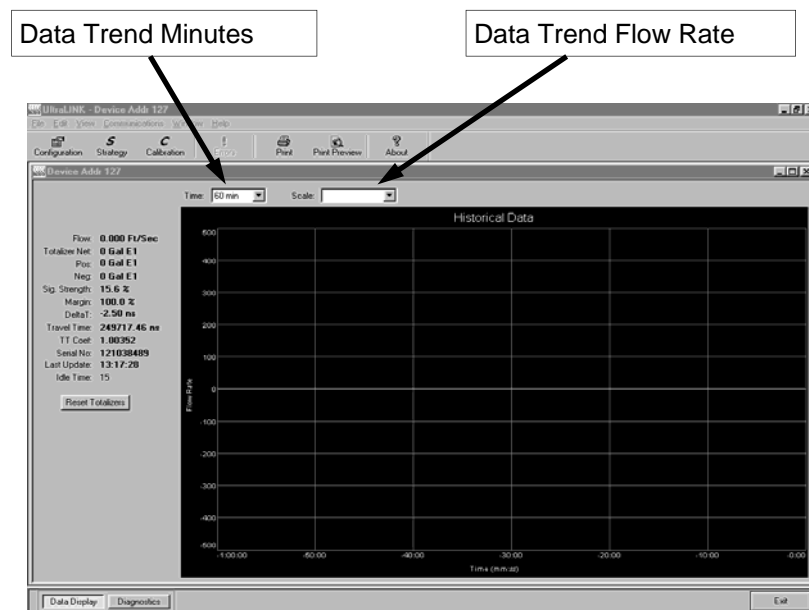 Data Trend Minutes
Data Trend Flow Rate
UltraLINK - Device Addr 127
File Edit View Communications Window Help
Configuration Strategy Calibration Errors Print Print Preview About
Device Addr 127
Time: 60 min Scale:
Historical Data
Flow: 0.000 Ft/Sec
Totalizer Net: 0 Gal E1
Pos: 0 Gal E1
Neg: 0 Gal E1
Sig. Strength: 15.6 %
Margin: 100.0 %
DeltaT: -2.50 ns
Travel Time: 249717.46 ns
TT Coef: 1.00352
Serial No: 121038489
Last Update: 13:17:28
Idle Time: 15
Reset Totalizers
Flow Rate
500
400
300
200
100
0
-100
-200
-300
-400
-500
-1:00:00 -50:00 -40:00 -30:00 -20:00 -10:00 -0:00
Time (mm:ss)
Data Display Diagnostics Exit